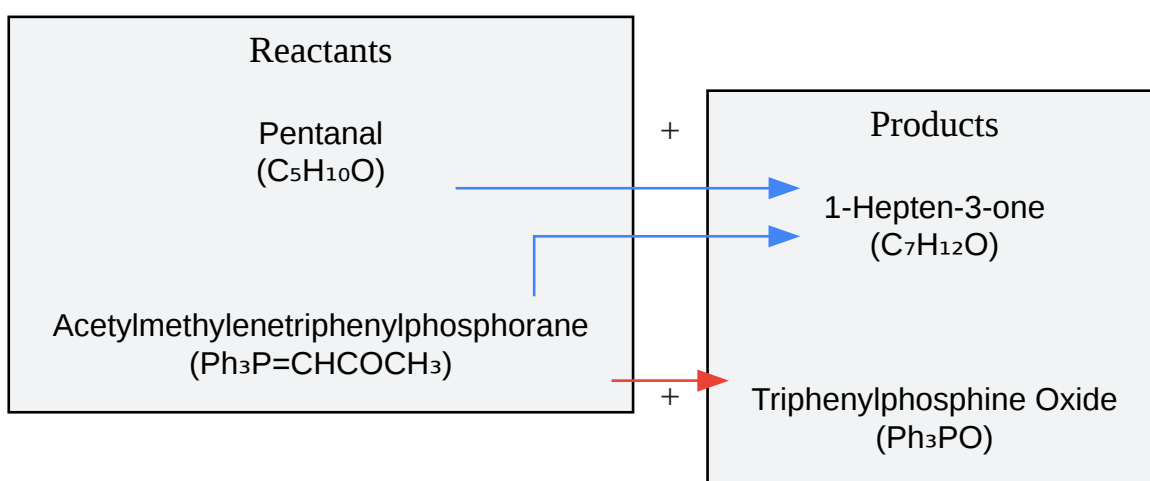 Reactants
Pentanal
(C₅H₁₀O)
Acetylmethylenetriphenylphosphorane
(Ph₃P=CHCOCH₃)
+
+
Products
1-Hepten-3-one
(C₇H₁₂O)
Triphenylphosphine Oxide
(Ph₃PO)